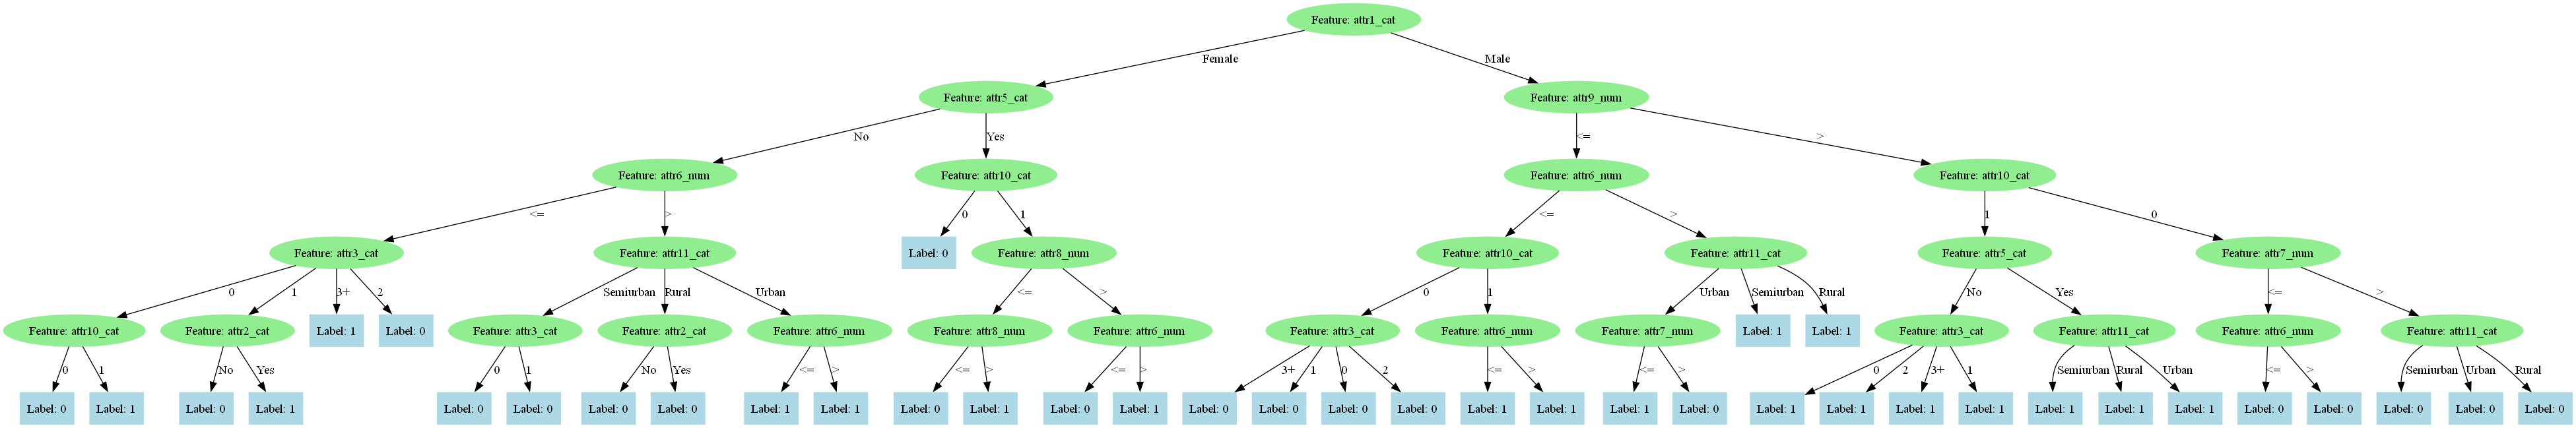 Feature: attr1_cat
Female
Male
Feature: attr5_cat
Feature: attr9_num
No
Yes
<=
>
Feature: attr6_num
Feature: attr10_cat
Feature: attr6_num
Feature: attr10_cat
<=
>
0
1
<=
>
1
0
Feature: attr3_cat
Feature: attr11_cat
Label: 0
Feature: attr8_num
Feature: attr10_cat
Feature: attr11_cat
Feature: attr5_cat
Feature: attr7_num
0
1
3+
2
Semiurban
Rural
Urban
<=
>
0
1
Urban
Semiurban
Rural
No
Yes
<=
>
Feature: attr10_cat
Feature: attr2_cat
Label: 1
Label: 0
Feature: attr3_cat
Feature: attr2_cat
Feature: attr6_num
Feature: attr8_num
Feature: attr6_num
Feature: attr3_cat
Feature: attr6_num
Feature: attr7_num
Label: 1
Label: 1
Feature: attr3_cat
Feature: attr11_cat
Feature: attr6_num
Feature: attr11_cat
0
1
No
Yes
0
1
No
Yes
<=
>
<=
>
<=
>
3+
1
0
2
<=
>
<=
>
0
2
3+
1
Semiurban
Rural
Urban
<=
>
Semiurban
Urban
Rural
Label: 0
Label: 1
Label: 0
Label: 1
Label: 0
Label: 0
Label: 0
Label: 0
Label: 1
Label: 1
Label: 0
Label: 1
Label: 0
Label: 1
Label: 0
Label: 0
Label: 0
Label: 0
Label: 1
Label: 1
Label: 1
Label: 0
Label: 1
Label: 1
Label: 1
Label: 1
Label: 1
Label: 1
Label: 1
Label: 0
Label: 0
Label: 0
Label: 0
Label: 0